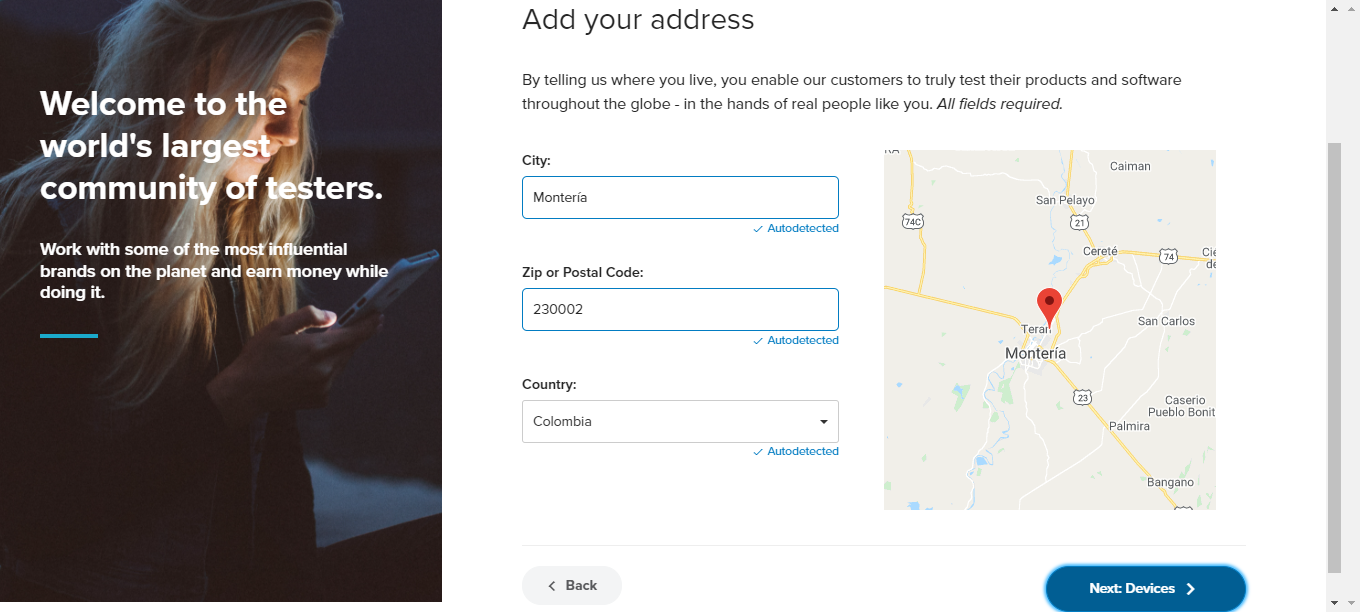 Welcome to the
world's largest
community of testers.
Work with some of the most influential
brands on the planet and earn money while
doing it.
Add your address
By telling us where you live, you enable our customers to truly test their products and software
throughout the globe - in the hands of real people like you. All fields required.
City:
Montería
Autodetected
Zip or Postal Code:
230002
Autodetected
Country:
Colombia
Autodetected
Caiman
San Pelayo
74C
21
Cereté
74
San Carlos
Montería
23
Caserio
Pueblo Bonit
Palmira
Bangano
Back
Next: Devices